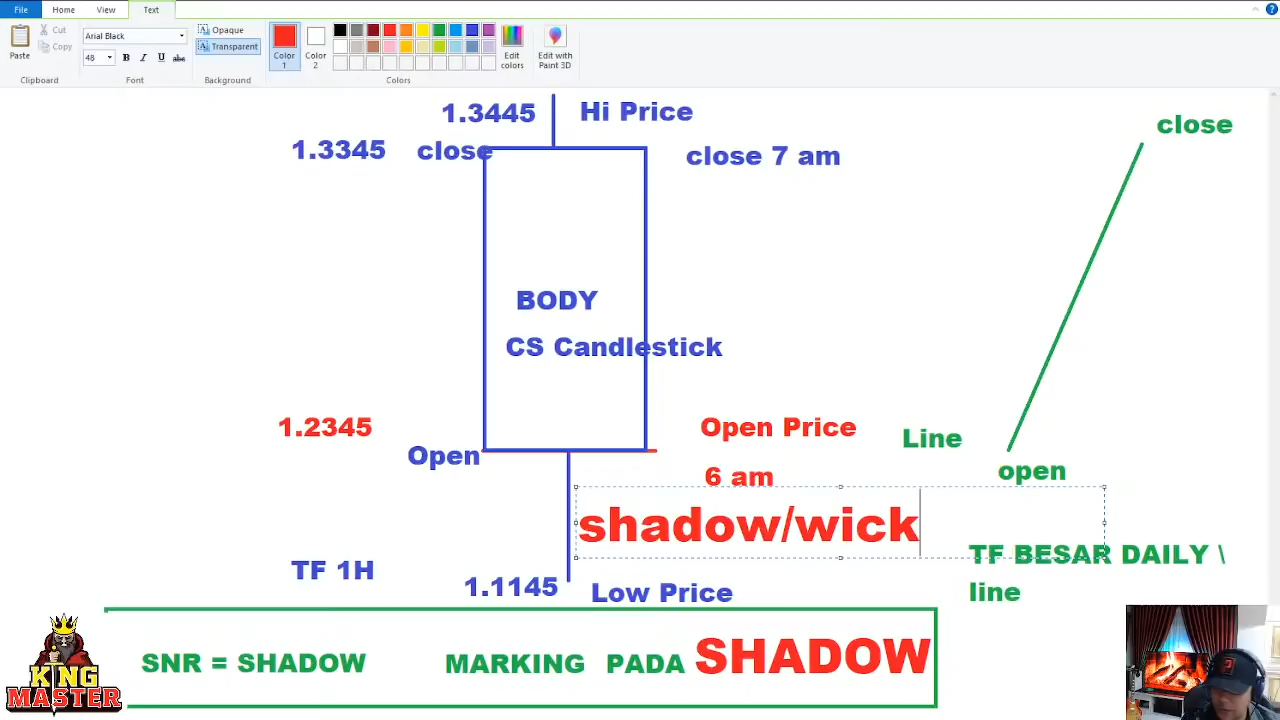 File Home View Text
Paste
Cut
Copy
Clipboard
Arial Black
48
B I U abc
Font
Opaque
Transparent
Background
Color 1
Color 2
Edit colors
Edit with Paint 3D
Colors
1.3445 Hi Price
close
1.3345 close close 7 am
BODY
CS Candlestick
1.2345 Open Price
Line
Open
open
6 am
shadow/wick
TF BESAR DAILY \
line
TF 1H
1.1145 Low Price
SNR = SHADOW MARKING PADA SHADOW
KING
MASTER